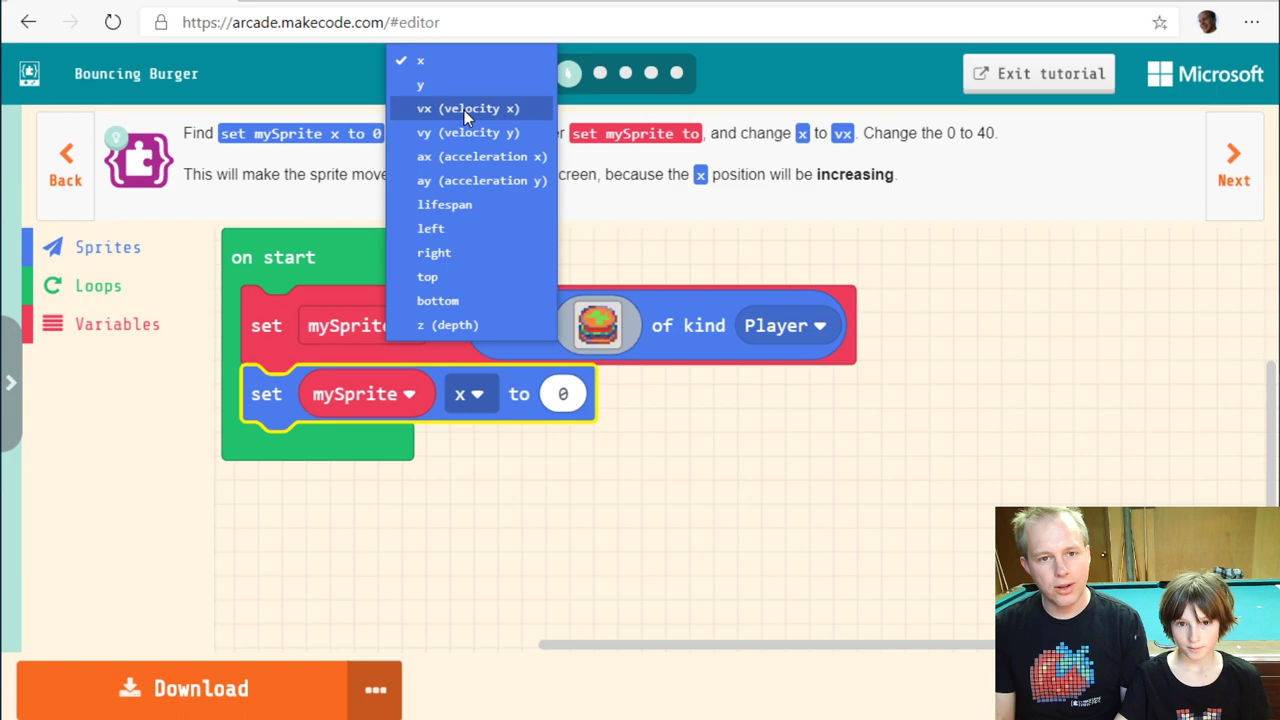 https://arcade.makecode.com/#editor
Bouncing Burger
Exit tutorial
Microsoft
x
y
vx (velocity x)
vy (velocity y)
ax (acceleration x)
ay (acceleration y)
lifespan
left
right
top
bottom
z (depth)
Back
Find set mySprite x to 0 set mySprite to, and change x to vx. Change the 0 to 40.
This will make the sprite move creen, because the x position will be increasing.
Next
Sprites
Loops
Variables
on start
set mySprite of kind Player
set mySprite x to 0
Download